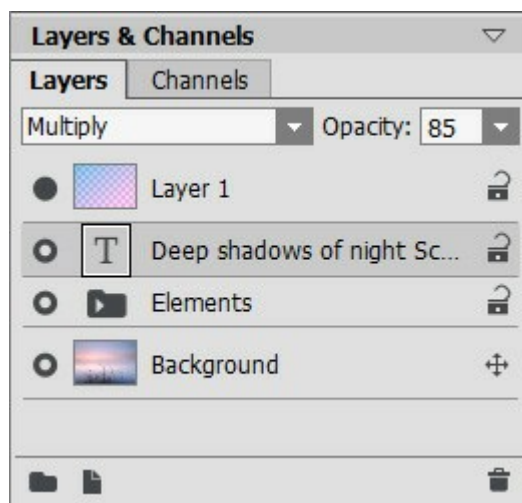 Layers & Channels
Layers Channels
Multiply Opacity: 85
Layer 1
T Deep shadows of night Sc...
Elements
Background